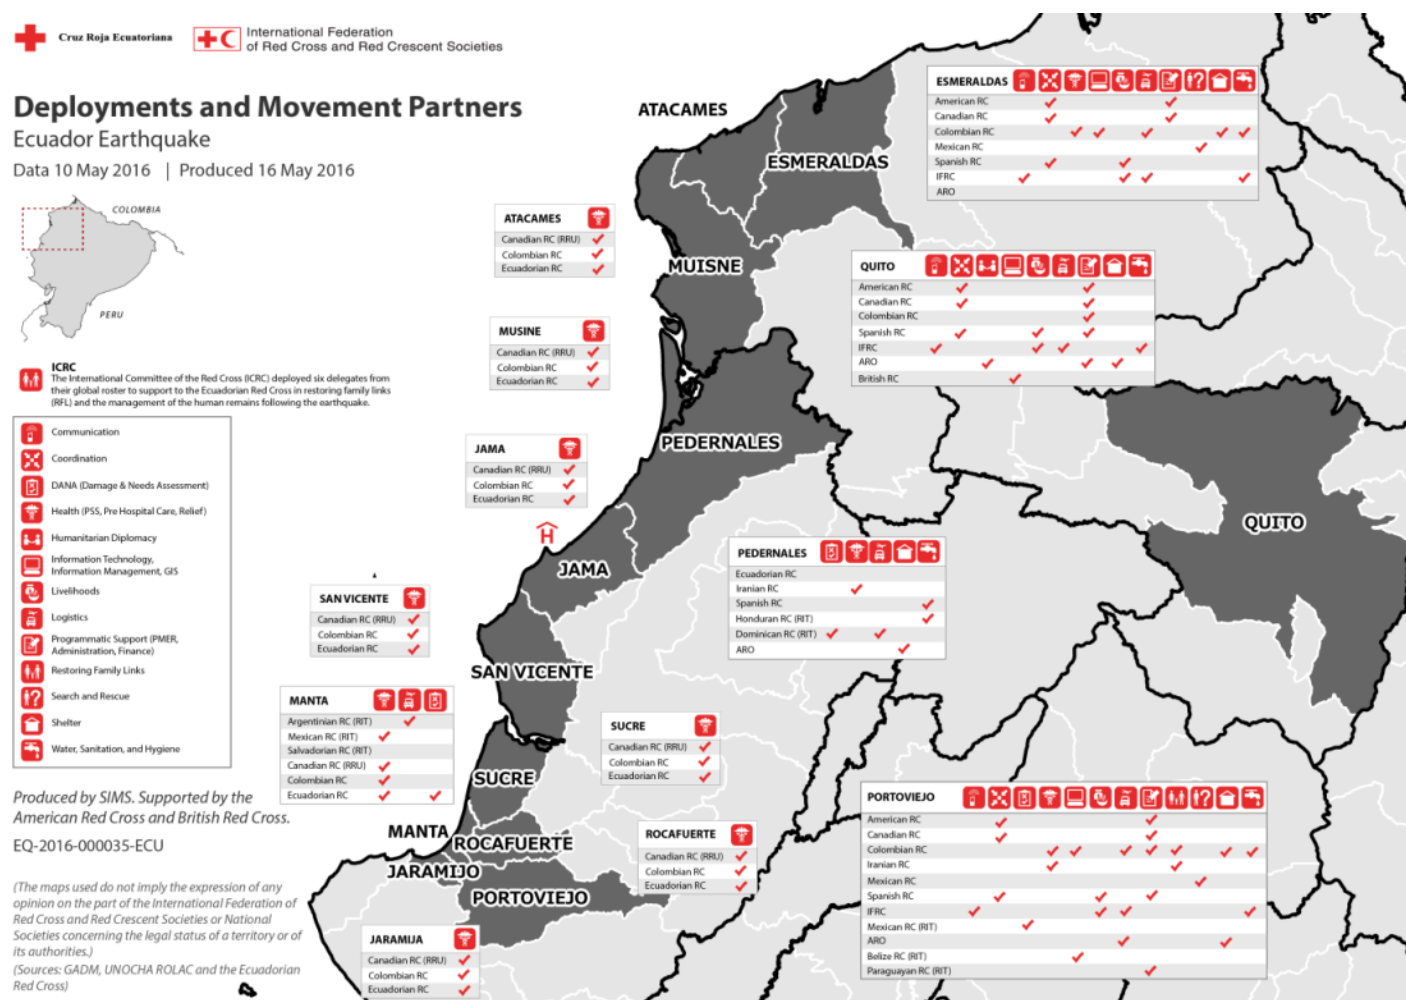 Cruz Roja Ecuatoriana
International Federation
of Red Cross and Red Crescent Societies
Deployments and Movement Partners
Ecuador Earthquake
Data 10 May 2016 | Produced 16 May 2016
COLOMBIA
PERU
ICRC
The International Committee of the Red Cross (ICRC) deployed six delegates from
their global roster to support to the Ecuadorian Red Cross in restoring family links
(RFL) and the management of the human remains following the earthquake.
Communication
Coordination
DANA (Damage & Needs Assessment)
Health (PSS, Pre Hospital Care, Relief)
Humanitarian Diplomacy
Information Technology,
Information Management, GIS
Livelihoods
Logistics
Programmatic Support (PMER,
Administration, Finance)
Restoring Family Links
Search and Rescue
Shelter
Water, Sanitation, and Hygiene
Produced by SIMS. Supported by the
American Red Cross and British Red Cross.
EQ-2016-000035-ECU
(The maps used do not imply the expression of any
opinion on the part of the International Federation of
Red Cross and Red Crescent Societies or National
Societies concerning the legal status of a territory or of
its authorities.)
(Sources: GADM, UNOCHA ROLAC and the Ecuadorian
Red Cross)
ATACAMES
ESMERALDAS
MUISNE
PEDERNALES
QUITO
H
JAMA
SAN VICENTE
SUCRE
MANTA
ROCAFUERTE
JARAMIJO
PORTOVIEJO
ESMERALDAS
American RC
Canadian RC
Colombian RC
Mexican RC
Spanish RC
IFRC
ARO
ATACAMES
Canadian RC (RRU)
Colombian RC
Ecuadorian RC
QUITO
American RC
Canadian RC
Colombian RC
Spanish RC
IFRC
ARO
British RC
MUSINE
Canadian RC (RRU)
Colombian RC
Ecuadorian RC
JAMA
Canadian RC (RRU)
Colombian RC
Ecuadorian RC
PEDERNALES
Ecuadorian RC
Iranian RC
Spanish RC
Honduran RC (RIT)
Dominican RC (RIT)
ARO
SAN VICENTE
Canadian RC (RRU)
Colombian RC
Ecuadorian RC
MANTA
Argentinian RC (RIT)
Mexican RC (RIT)
Salvadorian RC (RIT)
Canadian RC (RRU)
Colombian RC
Ecuadorian RC
SUCRE
Canadian RC (RRU)
Colombian RC
Ecuadorian RC
ROCAFUERTE
Canadian RC (RRU)
Colombian RC
Ecuadorian RC
PORTOVIEJO
American RC
Canadian RC
Colombian RC
Iranian RC
Mexican RC
Spanish RC
IFRC
Mexican RC (RIT)
ARO
Belize RC (RIT)
Paraguayan RC (RIT)
JARAMIJA
Canadian RC (RRU)
Colombian RC
Ecuadorian RC